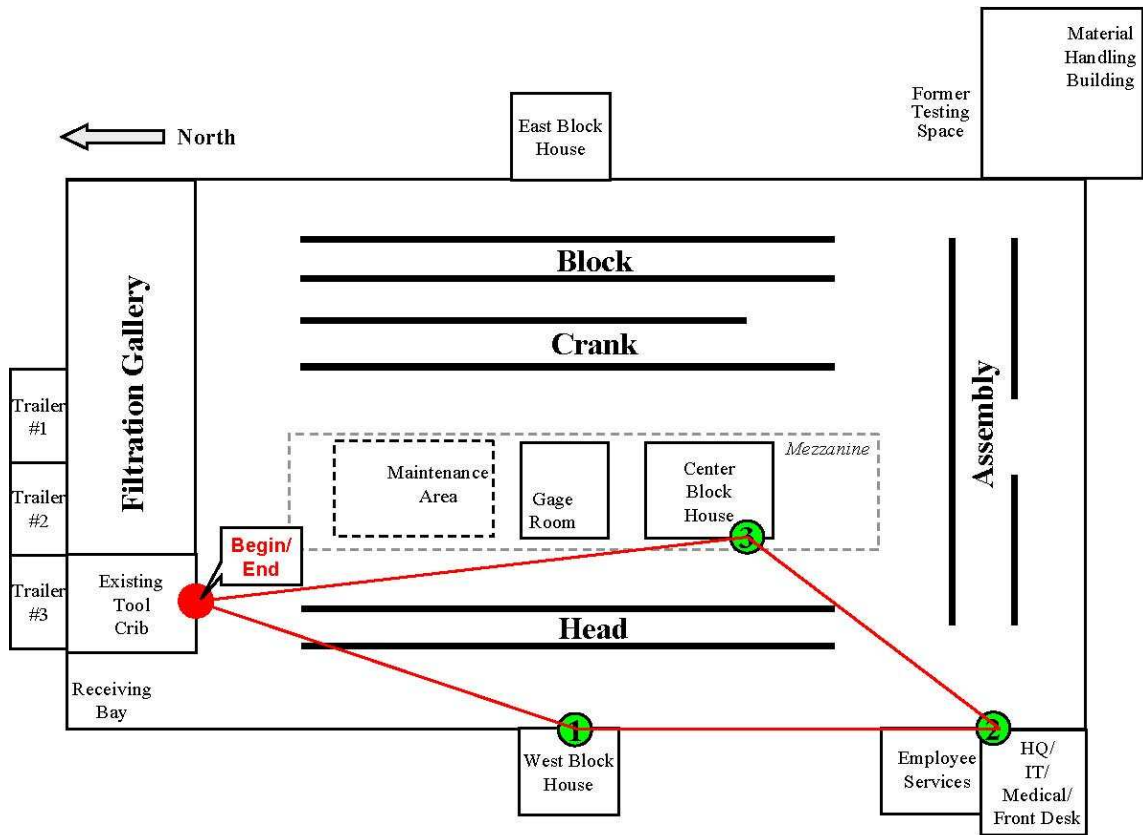 Material
Handling
Building
Former
Testing
Space
East Block
House
North
Block
Crank
Filtration Gallery
Assembly
Trailer
#1
Trailer
#2
Trailer
#3
Mezzanine
Maintenance
Area
Gage
Room
Center
Block
House
3
Begin/
End
Existing
Tool
Crib
Head
Receiving
Bay
1
West Block
House
2
Employee
Services
HQ/
IT/
Medical/
Front Desk